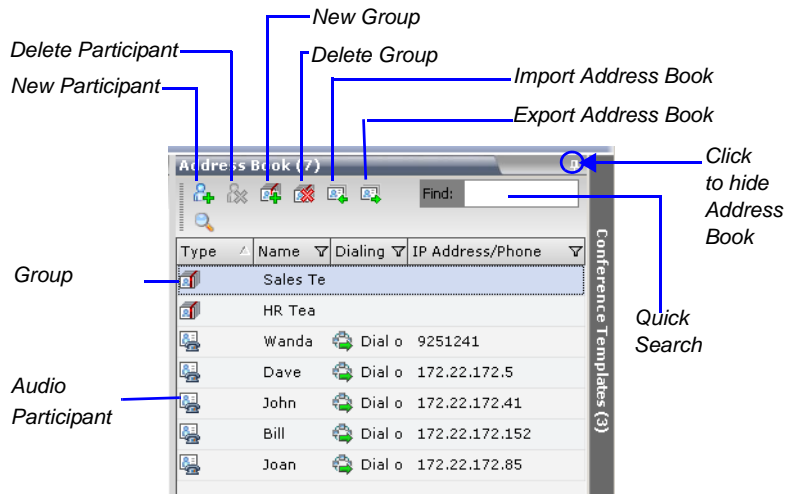 New Group
Delete Participant
Delete Group
New Participant
Import Address Book
Export Address Book
Address Book (7)
Click
to hide
Address
Book
Find:
Type Name Dialing IP Address/Phone
Group
Sales Te
HR Tea
Wanda Dial o 9251241
Dave Dial o 172.22.172.5
Audio
Participant
John Dial o 172.22.172.41
Bill Dial o 172.22.172.152
Joan Dial o 172.22.172.85
Conference Templates (3)
Quick
Search